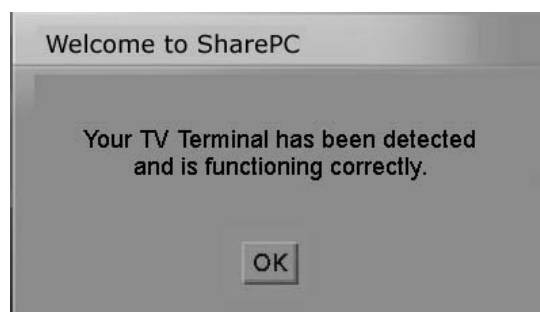 Welcome to SharePC
Your TV Terminal has been detected
and is functioning correctly.
OK